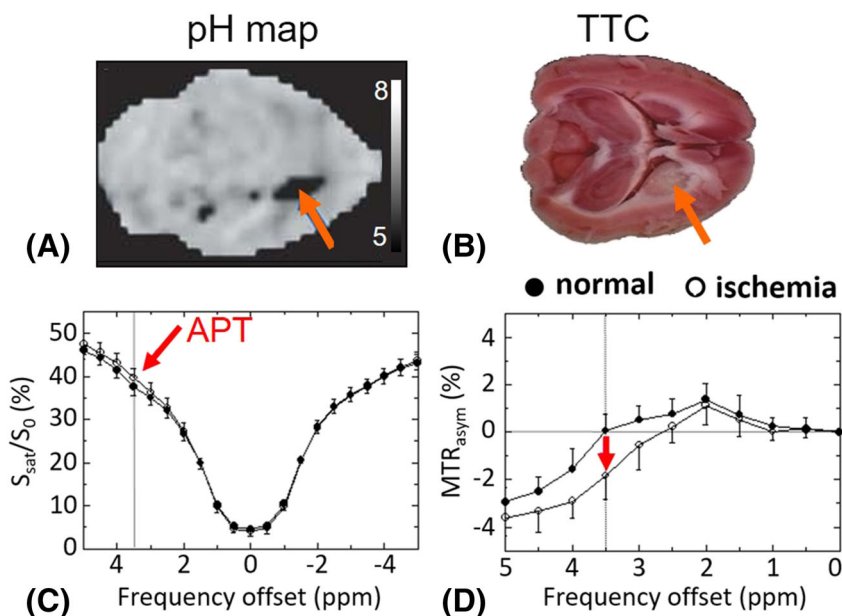 pH map
TTC
8
5
(A)
(B)
● normal ○ ischemia
APT
50
40
30
20
10
0
S_sat/S_0 (%)
4 2 0 -2 -4
Frequency offset (ppm)
(C)
4
2
0
-2
-4
MTR_asym (%)
5 4 3 2 1 0
Frequency offset (ppm)
(D)